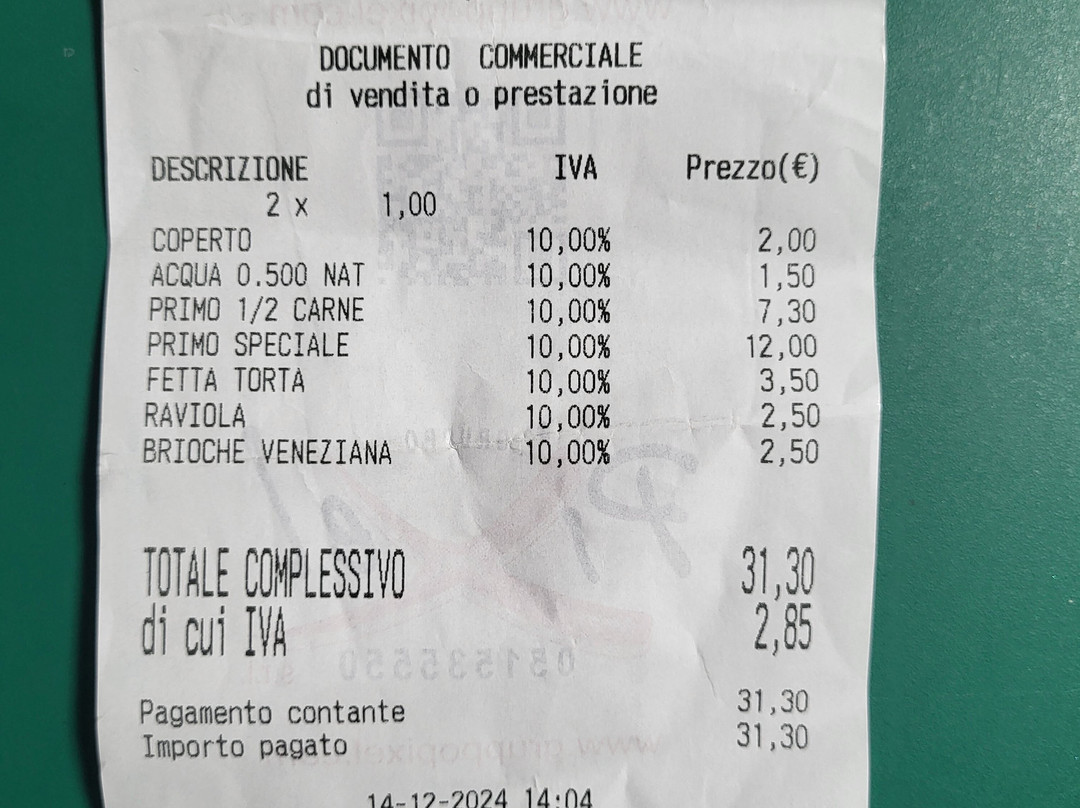 DOCUMENTO COMMERCIALE
di vendita o prestazione
DESCRIZIONE IVA Prezzo(€)
2 x 1,00
COPERTO 10,00% 2,00
ACQUA 0.500 NAT 10,00% 1,50
PRIMO 1/2 CARNE 10,00% 7,30
PRIMO SPECIALE 10,00% 12,00
FETTA TORTA 10,00% 3,50
RAVIOLA 10,00% 2,50
BRIOCHE VENEZIANA 10,00% 2,50
TOTALE COMPLESSIVO 31,30
di cui IVA 2,85
Pagamento contante 31,30
Importo pagato 31,30
14-12-2024 14:04